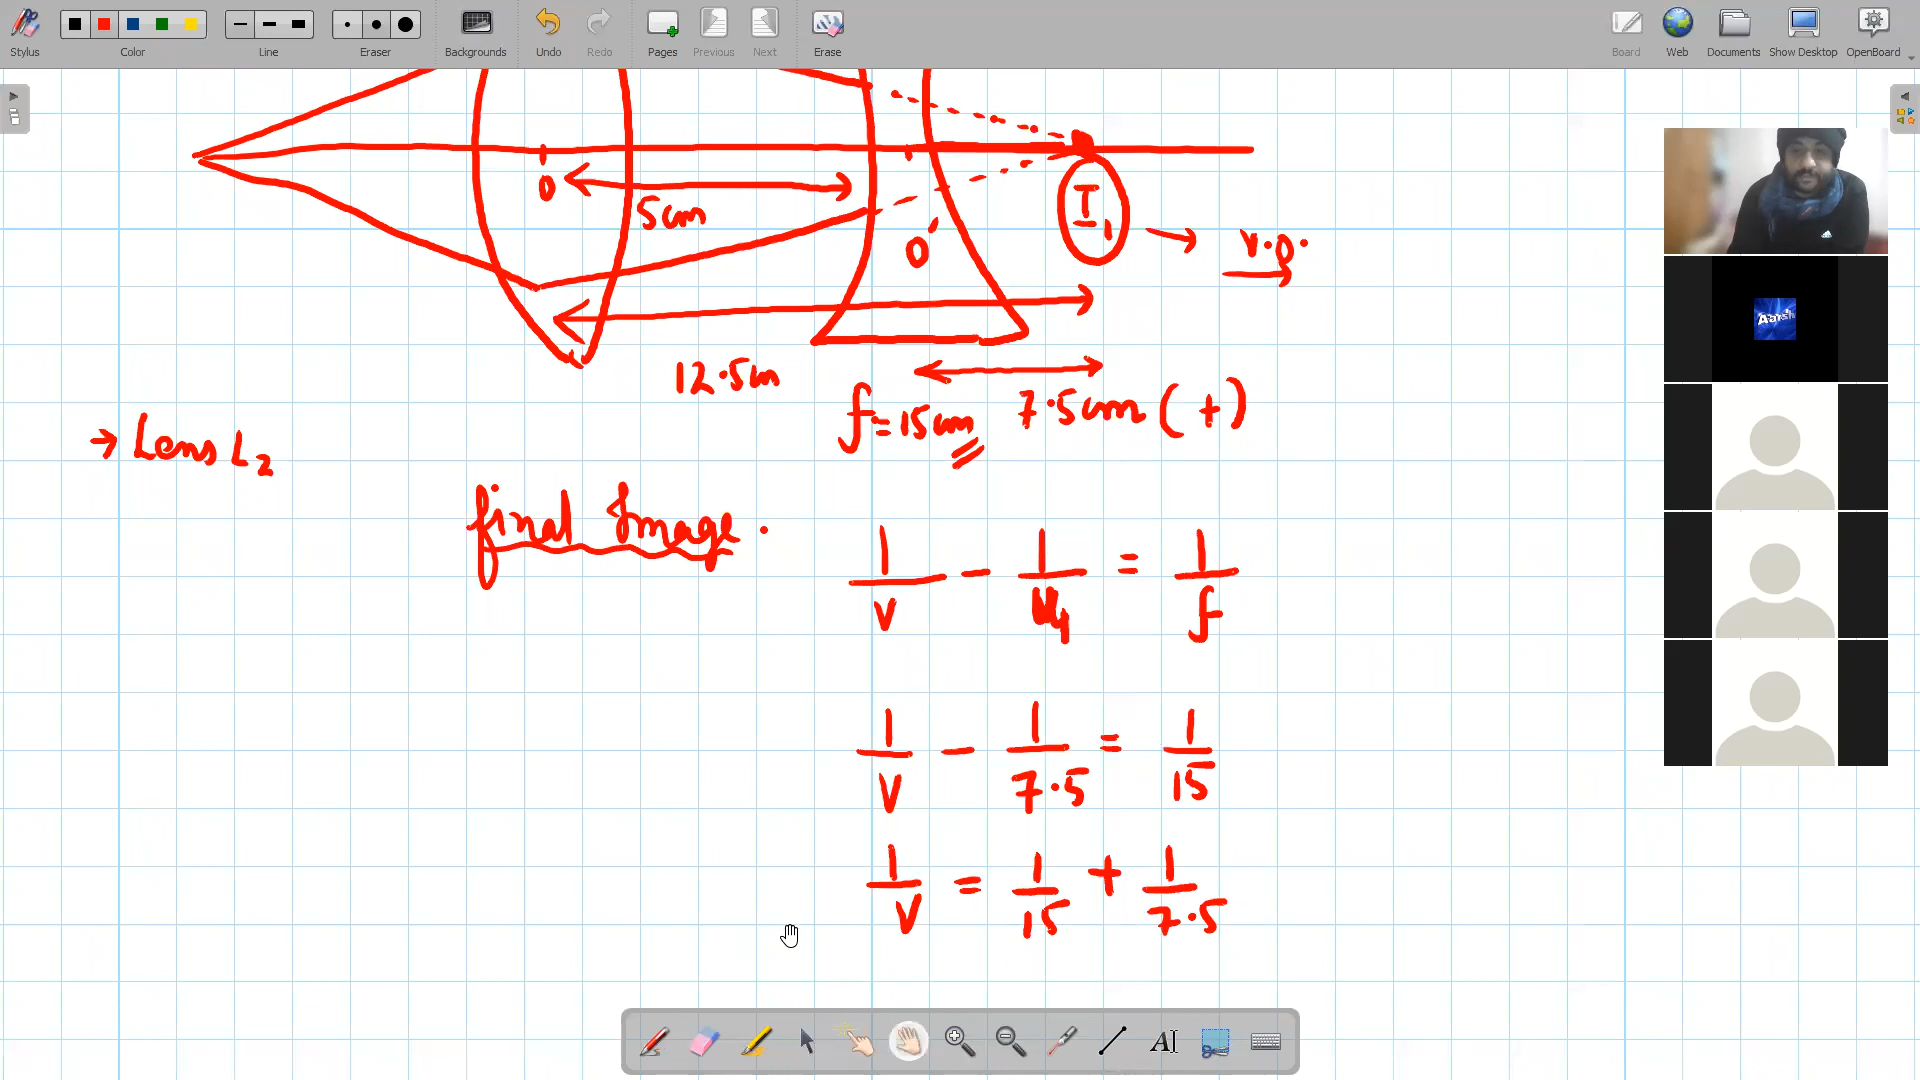 Stylus Color Line Eraser Backgrounds Undo Redo Pages Previous Next Erase Board Web Documents Show Desktop OpenBoard
O
5cm
O'
I1 → v.o.
12.5cm
f=15cm 7.5cm (+)
→ Lens L2
final Image.
1/v - 1/u1 = 1/f
1/v - 1/7.5 = 1/15
1/v = 1/15 + 1/7.5
Aarsh
AI